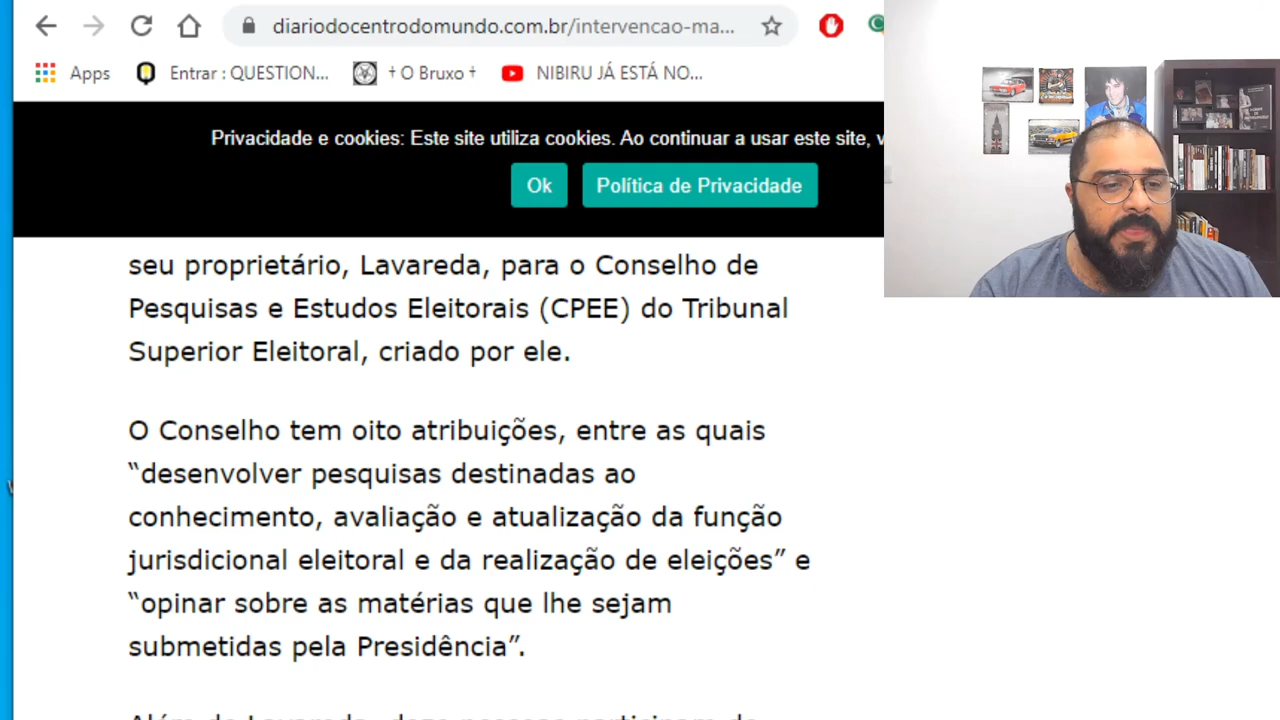 diariodocentrodomundo.com.br/intervencao-ma...
Apps
Entrar : QUESTION...
† O Bruxo †
NIBIRU JÁ ESTÁ NO...
Privacidade e cookies: Este site utiliza cookies. Ao continuar a usar este site, v
Ok
Política de Privacidade
seu proprietário, Lavareda, para o Conselho de
Pesquisas e Estudos Eleitorais (CPEE) do Tribunal
Superior Eleitoral, criado por ele.
O Conselho tem oito atribuições, entre as quais
“desenvolver pesquisas destinadas ao
conhecimento, avaliação e atualização da função
jurisdicional eleitoral e da realização de eleições” e
“opinar sobre as matérias que lhe sejam
submetidas pela Presidência”.